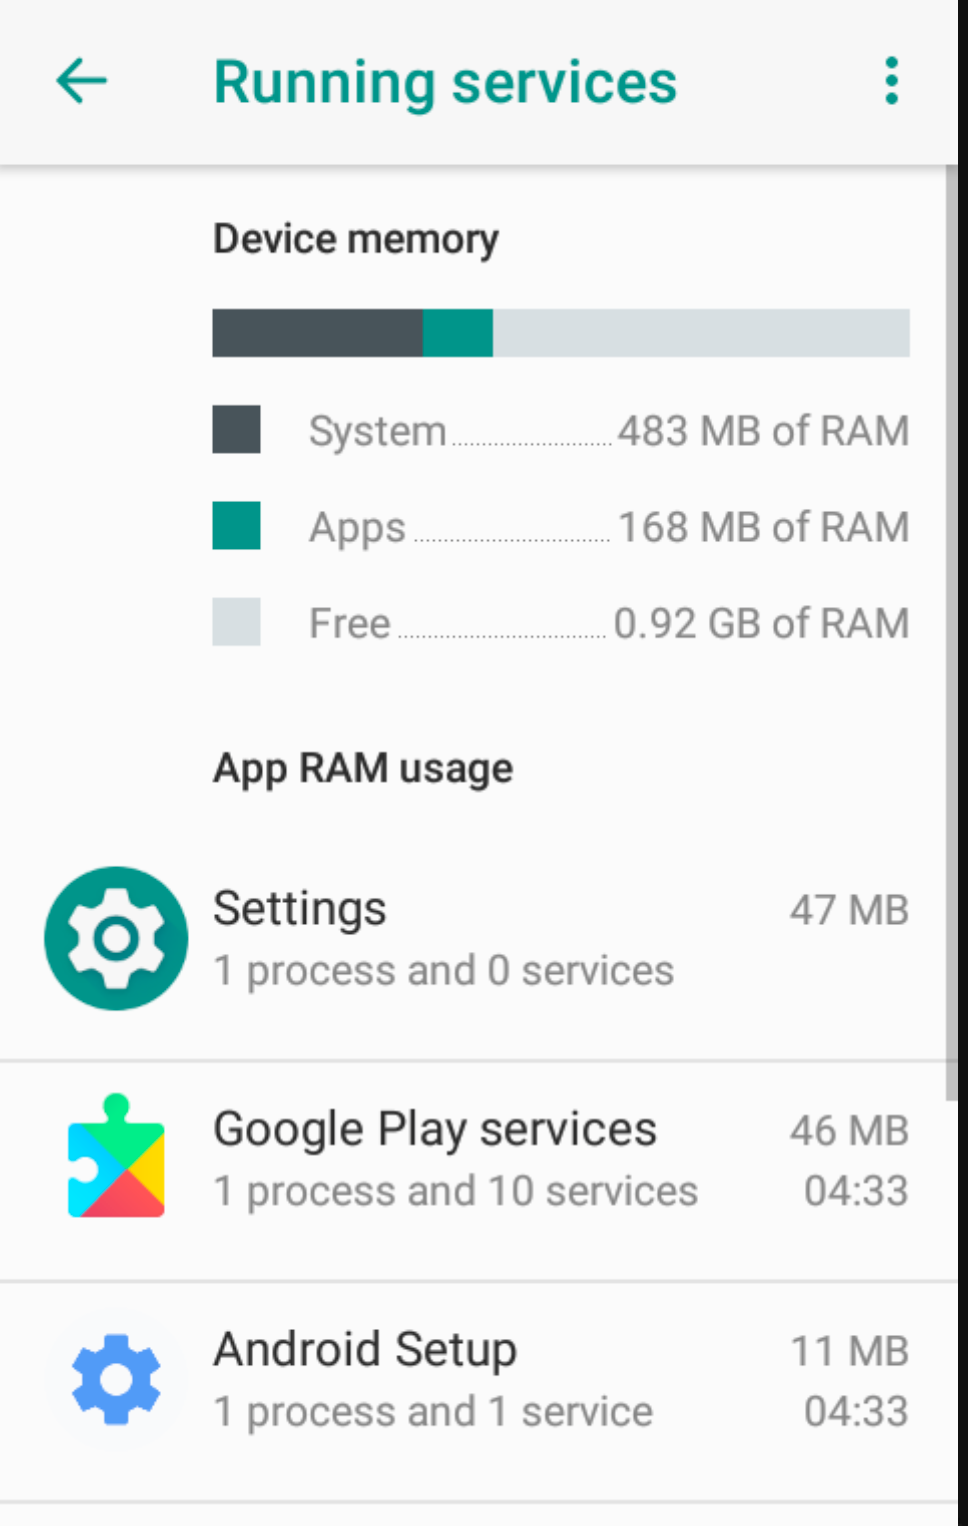 Running services
Device memory
System 483 MB of RAM
Apps 168 MB of RAM
Free 0.92 GB of RAM
App RAM usage
Settings 47 MB
1 process and 0 services
Google Play services 46 MB
1 process and 10 services 04:33
Android Setup 11 MB
1 process and 1 service 04:33